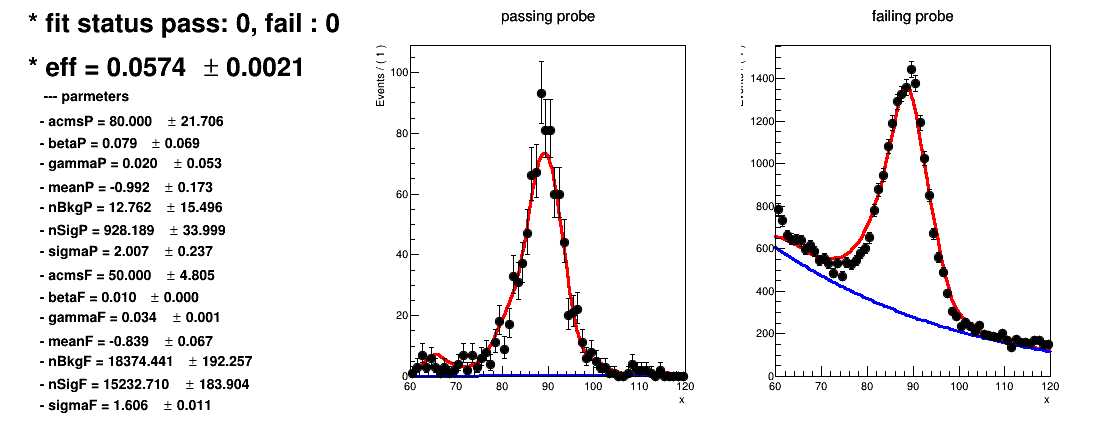 * fit status pass: 0, fail : 0
* eff = 0.0574 ± 0.0021
--- parmeters
- acmsP = 80.000 ± 21.706
- betaP = 0.079 ± 0.069
- gammaP = 0.020 ± 0.053
- meanP = -0.992 ± 0.173
- nBkgP = 12.762 ± 15.496
- nSigP = 928.189 ± 33.999
- sigmaP = 2.007 ± 0.237
- acmsF = 50.000 ± 4.805
- betaF = 0.010 ± 0.000
- gammaF = 0.034 ± 0.001
- meanF = -0.839 ± 0.067
- nBkgF = 18374.441 ± 192.257
- nSigF = 15232.710 ± 183.904
- sigmaF = 1.606 ± 0.011
passing probe
Events / ( 1 )
100
80
60
40
20
0
60 70 80 90 100 110 120
x
failing probe
Events / ( 1 )
1400
1200
1000
800
600
400
200
0
60 70 80 90 100 110 120
x